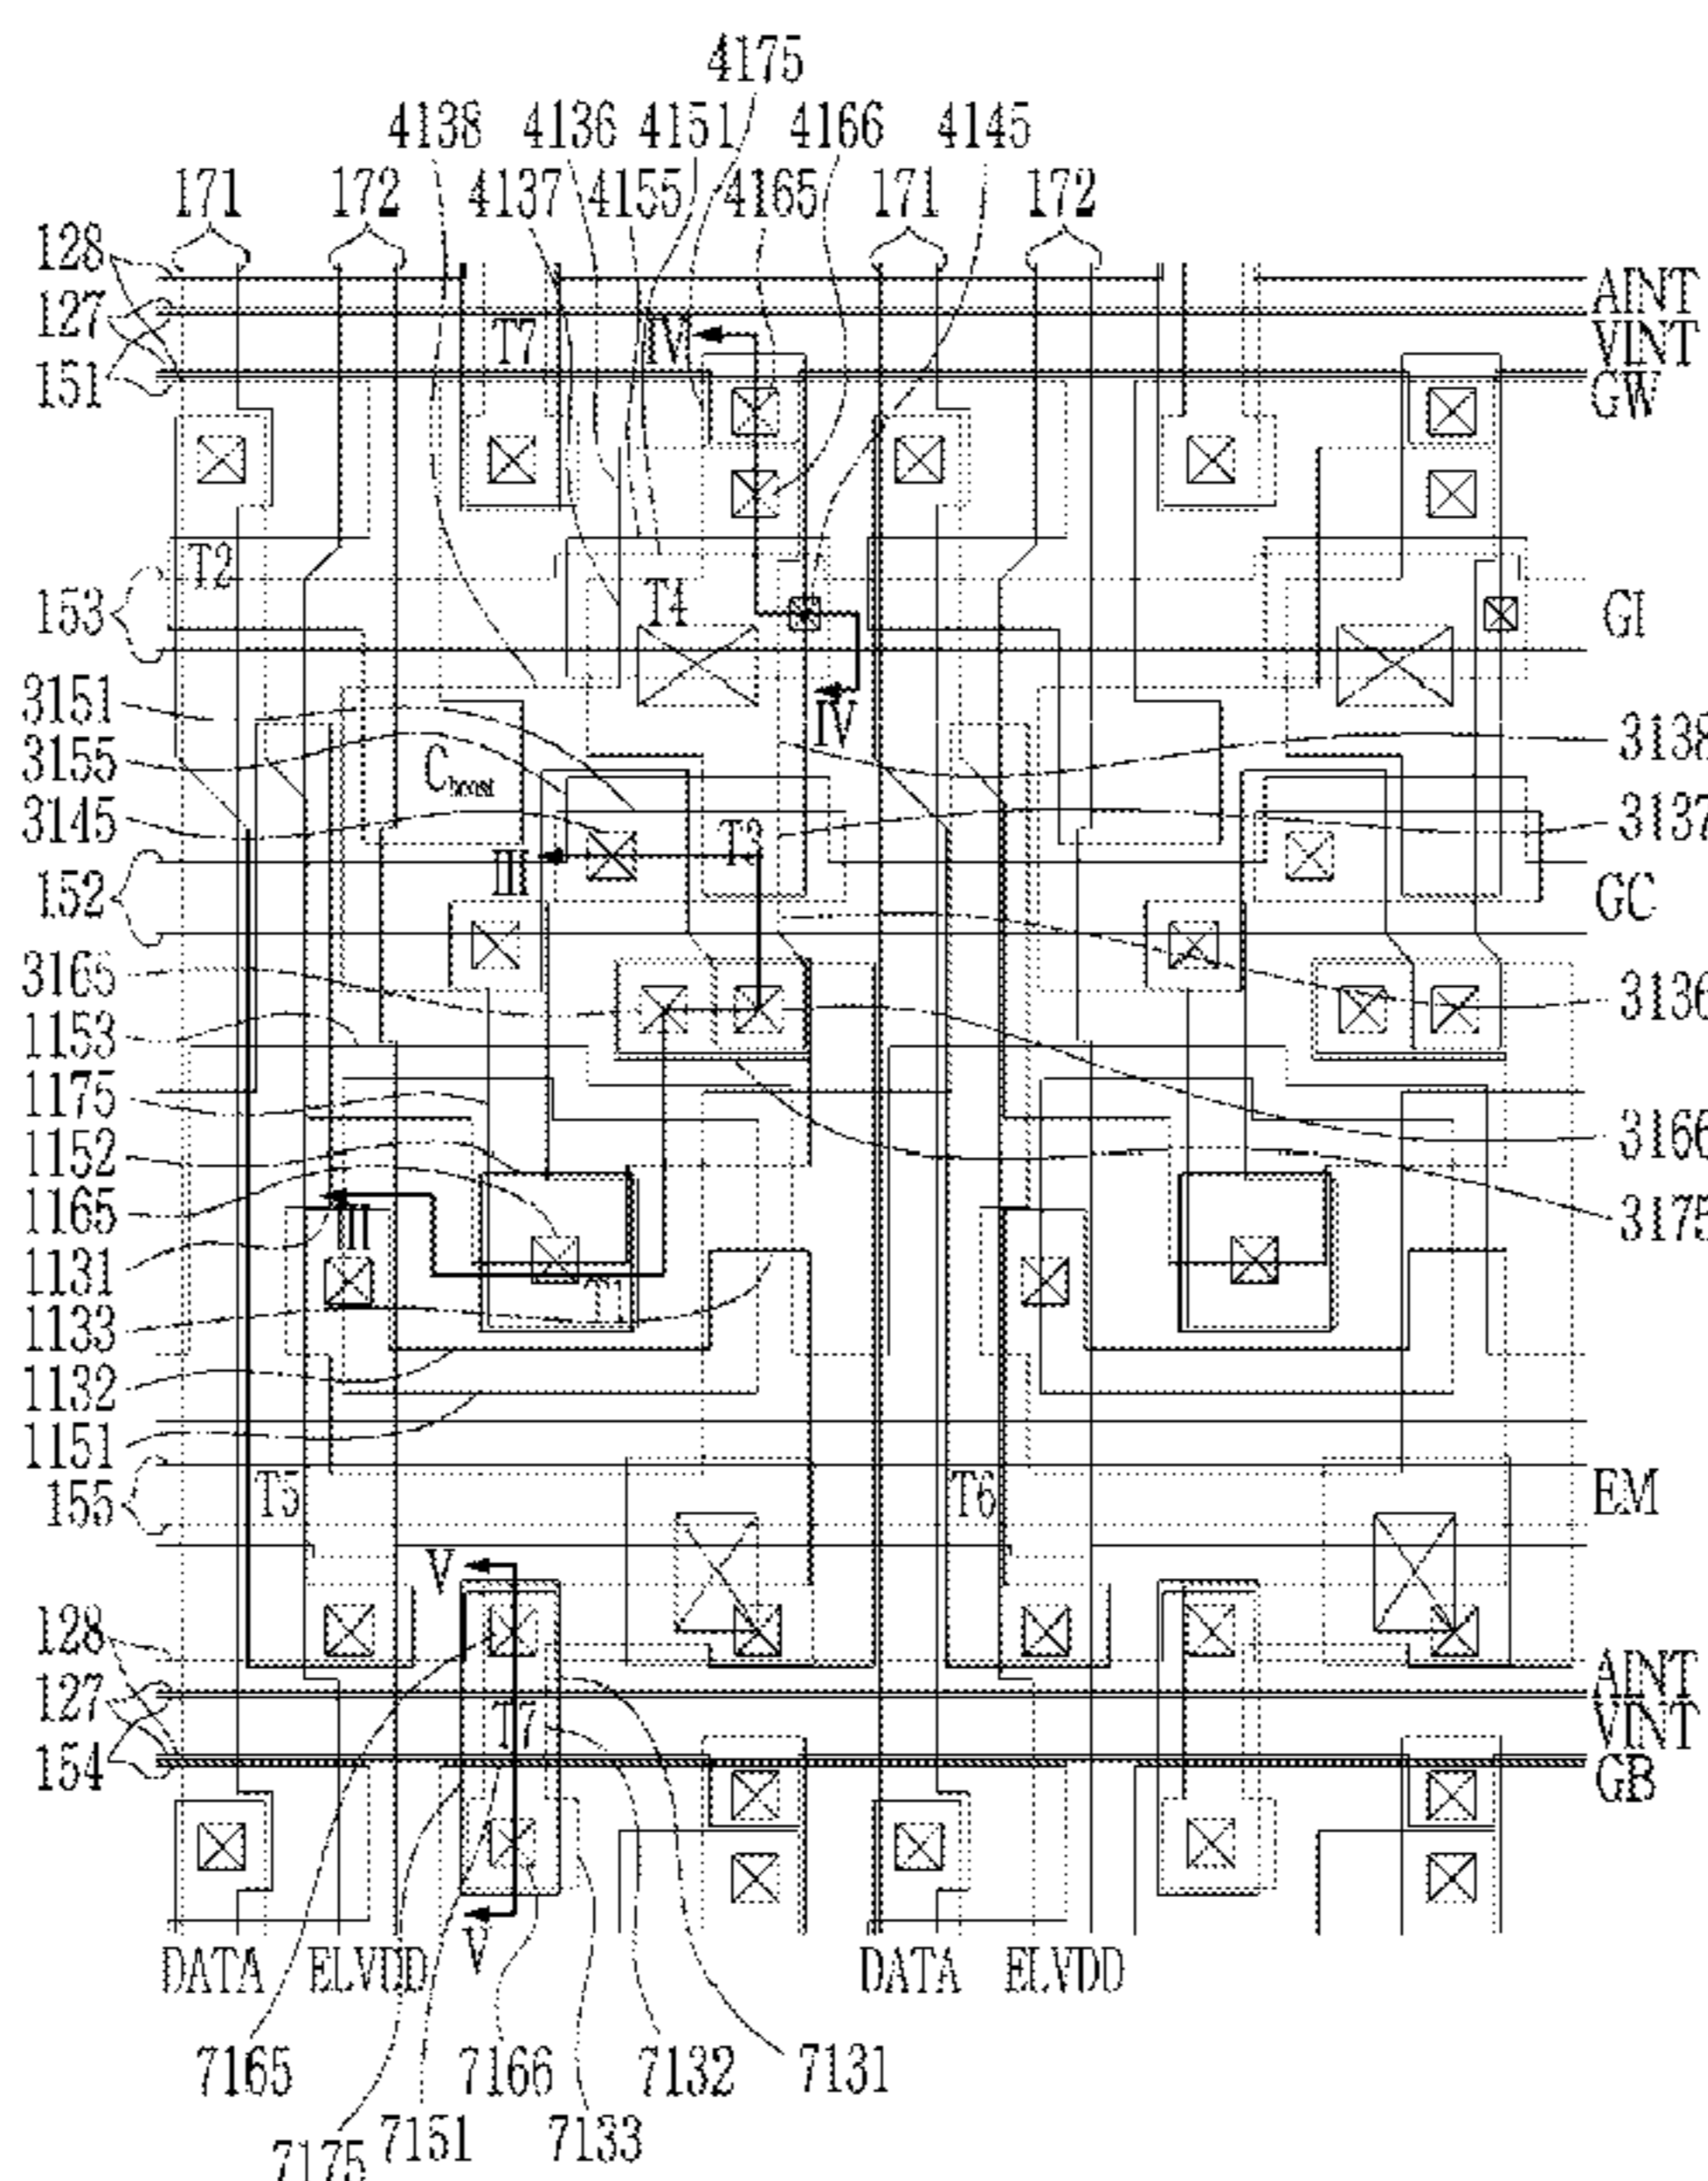 4175
4138 4136 4151 4166 4145
171 172 4137 4155 4165 171 172
128
AINT
127
T7 IV VINT
151
GW
T2
153 T4 GI
3151
IV 3138
3155
Cboost
3145 T3 3137
III
152 GC
3165 3136
1153
1175
1152 3166
1165
II 3175
1131
T1
1133
1132
1151
T5 T6 EM
155
V
128
AINT
127 T7 VINT
154 GB
DATA ELVDD V DATA ELVDD
7165 7166 7132 7131
7151 7133
7175